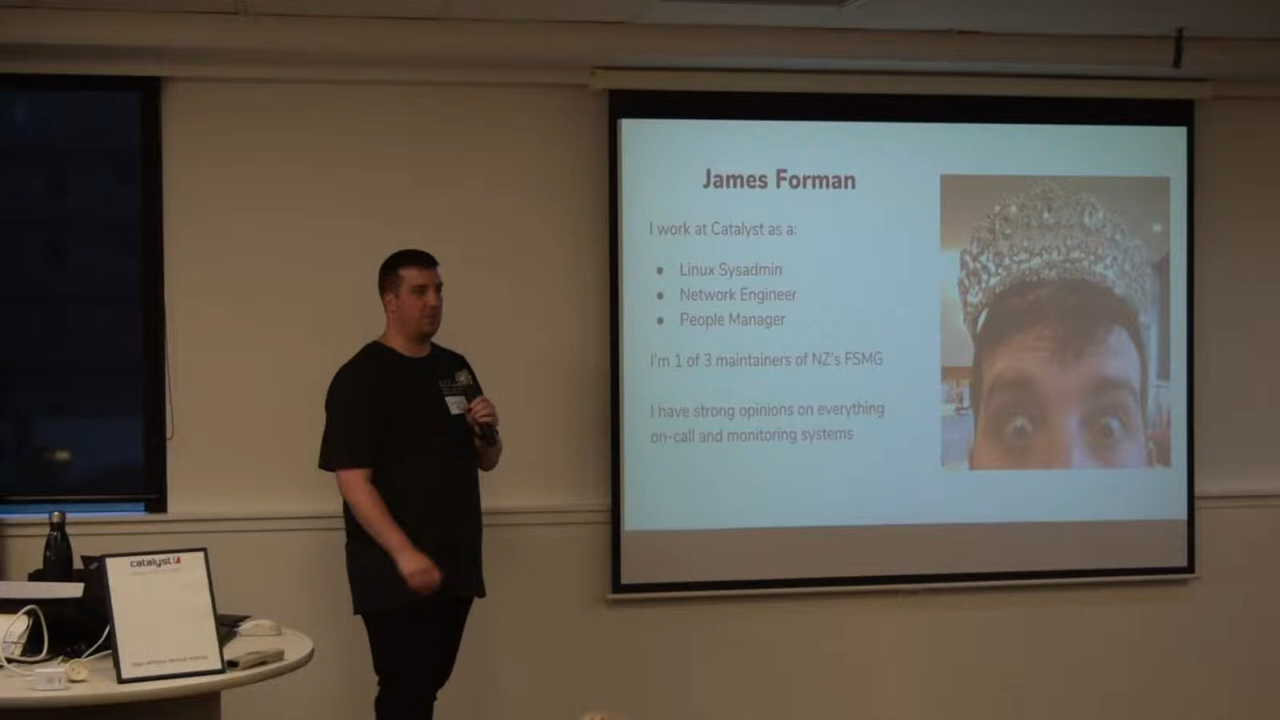 James Forman
I work at Catalyst as a:
Linux Sysadmin
Network Engineer
People Manager
I'm 1 of 3 maintainers of NZ's FSMG
I have strong opinions on everything
on-call and monitoring systems
catalyst